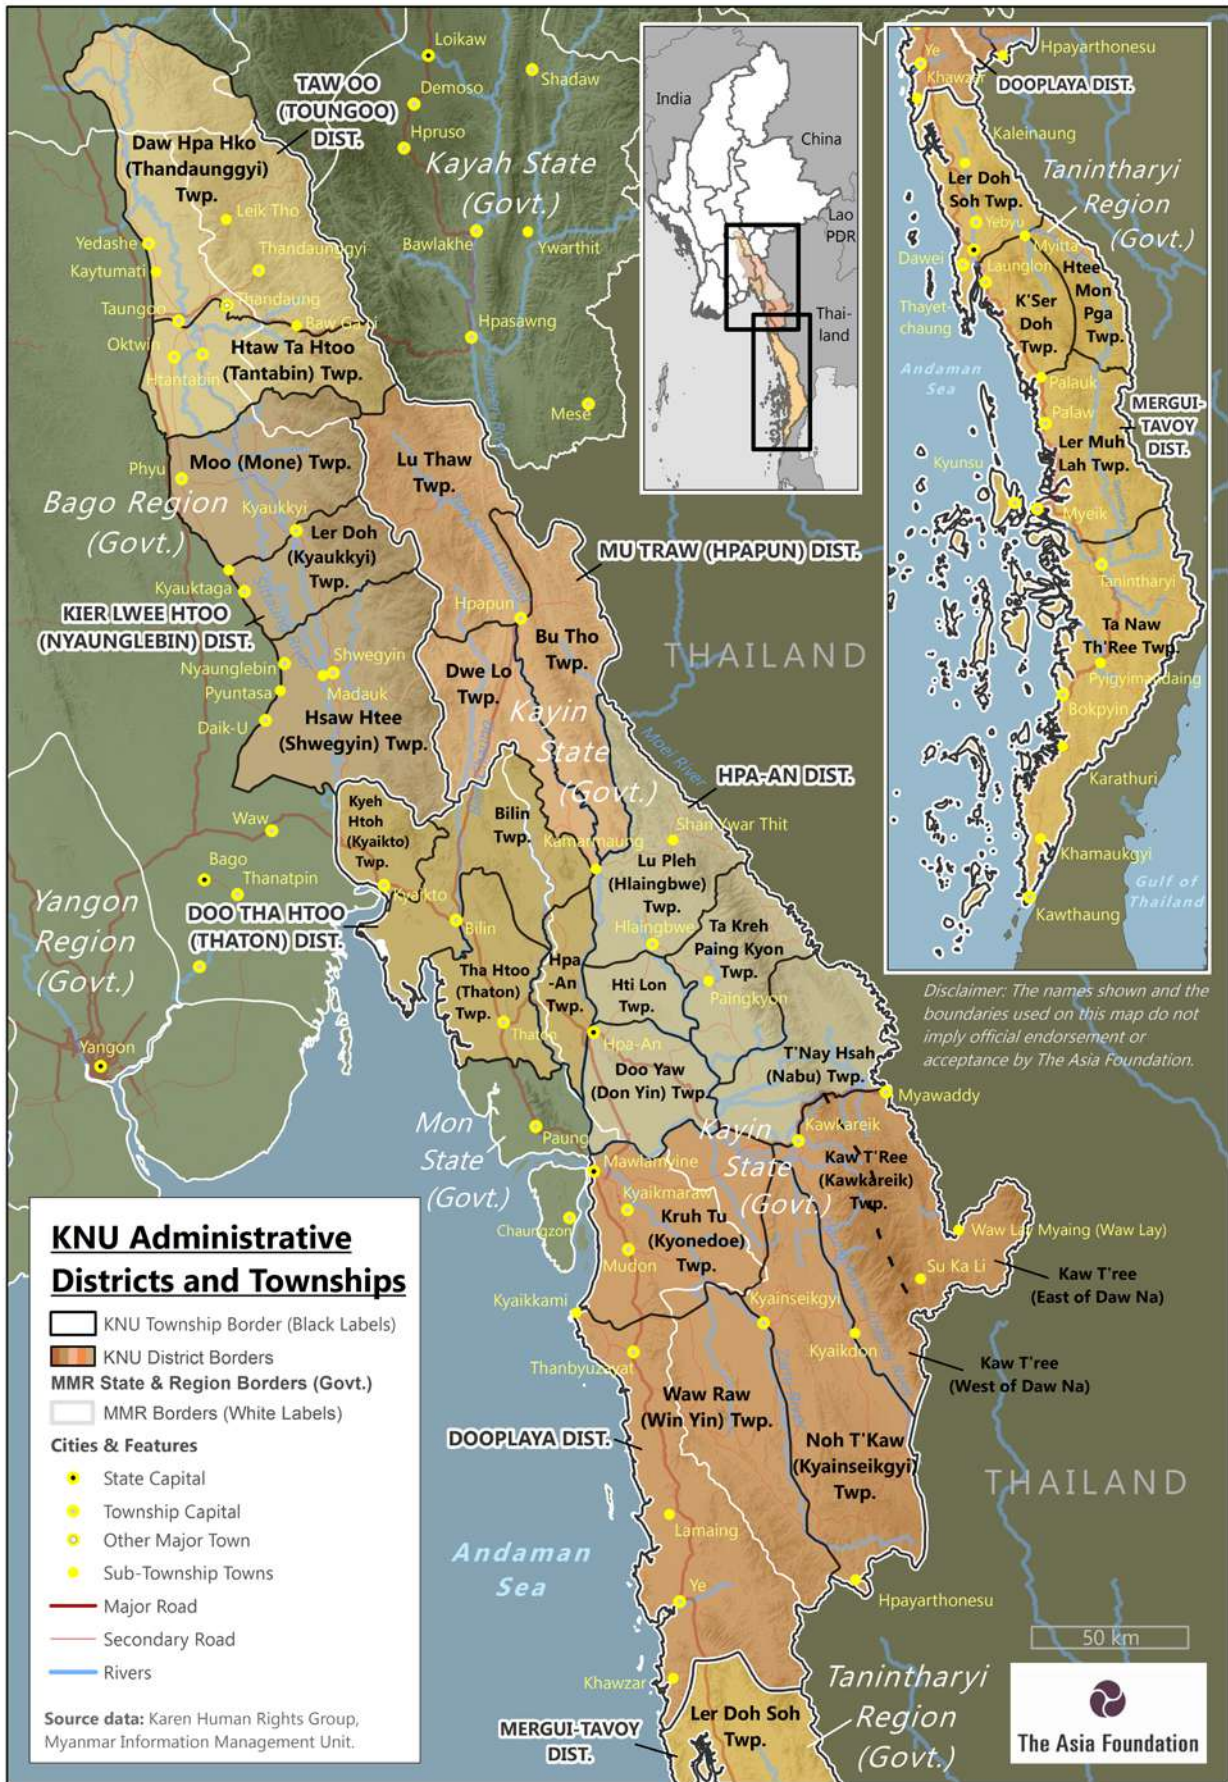 Loikaw
Shadaw
TAW OO
(TOUNGOO)
DIST.
Demoso
Hpruso
Daw Hpa Hko
(Thandaunggyi)
Twp.
Kayah State
(Govt.)
Leik Tho
Yedashe
Thandaunggyi
Bawlakhe
Ywarthit
Kaytumati
Thandaung
Taungoo
Oktwin
Htaw Ta Htoo
(Tantabin) Twp.
Htantabin
Hpasawng
Mese
Moo (Mone) Twp.
Lu Thaw
Twp.
Phyu
Bago Region
(Govt.)
Kyaukkyi
Ler Doh
(Kyaukkyi)
Twp.
MU TRAW (HPAPUN) DIST.
Kyauktaga
KIER LWEE HTOO
(NYAUNGLEBIN) DIST.
Hpapun
Bu Tho
Twp.
THAILAND
Nyaunglebin
Shwegyin
Pyuntasa
Madauk
Dwe Lo
Twp.
Daik-U
Hsaw Htee
(Shwegyin) Twp.
Kayin
State
(Govt.)
Moei River
HPA-AN DIST.
Kyeh
Htoh
(Kyaikto)
Twp.
Bilin
Twp.
Waw
Kamarmaung
Shan Ywar Thit
Bago
Thanatpin
Lu Pleh
(Hlaingbwe)
Twp.
Yangon
Region
(Govt.)
Kyaikto
DOO THA HTOO
(THATON) DIST.
Bilin
Hlaingbwe
Ta Kreh
Paing Kyon
Twp.
Tha Htoo
(Thaton)
Twp.
Hpa
-An
Twp.
Hti Lon
Twp.
Paingkyon
Thaton
Hpa-An
Yangon
Doo Yaw
(Don Yin) Twp.
T'Nay Hsah
(Nabu) Twp.
Myawaddy
Mon
State
(Govt.)
Paung
Kayin
State
(Govt.)
Kawkareik
Kaw T'Ree
(Kawkareik)
Twp.
Mawlamyine
Kyaikmaraw
Chaungzon
Kruh Tu
(Kyonedoe)
Twp.
Mudon
Waw Lay Myaing (Waw Lay)
Su Ka Li
Kaw T'ree
(East of Daw Na)
Kyaikkami
Kyainseikgyi
Thanbyuzayat
Kyaikdon
Kaw T'ree
(West of Daw Na)
Waw Raw
(Win Yin) Twp.
DOOPLAYA DIST.
Noh T'Kaw
(Kyainseikgyi)
Twp.
THAILAND
Lamaing
Andaman
Sea
Ye
Hpayarthonesu
Khawzar
Ler Doh Soh
Twp.
MERGUI-TAVOY
DIST.
Tanintharyi
Region
(Govt.)
India
China
Lao
PDR
Thai-
land
Ye
Hpayarthonesu
Khawzar
DOOPLAYA DIST.
Kaleinaung
Tanintharyi
Region
(Govt.)
Ler Doh
Soh Twp.
Yebyu
Myitta
Dawei
Launglon
Htee
Mon
Pga
Twp.
Thayet-
chaung
K'Ser
Doh
Twp.
Andaman
Sea
Palauk
Palaw
MERGUI-
TAVOY
DIST.
Ler Muh
Lah Twp.
Kyunsu
Myeik
Tanintharyi
Ta Naw
Th'Ree Twp.
Pyigyimandaing
Bokpyin
Karathuri
Khamaukgyi
Gulf of
Thailand
Kawthaung
Disclaimer: The names shown and the
boundaries used on this map do not
imply official endorsement or
acceptance by The Asia Foundation.
KNU Administrative
Districts and Townships
KNU Township Border (Black Labels)
KNU District Borders
MMR State & Region Borders (Govt.)
MMR Borders (White Labels)
Cities & Features
State Capital
Township Capital
Other Major Town
Sub-Township Towns
Major Road
Secondary Road
Rivers
Source data: Karen Human Rights Group,
Myanmar Information Management Unit.
50 km
The Asia Foundation